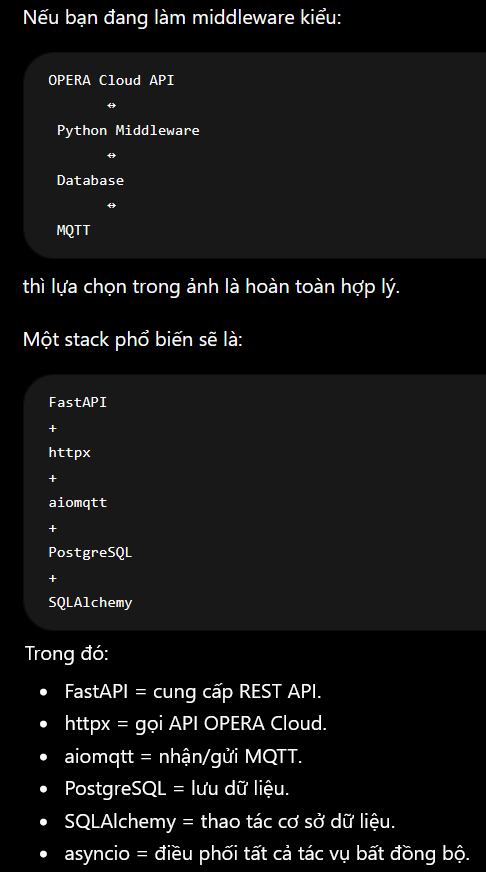 Nếu bạn đang làm middleware kiểu:
OPERA Cloud API
↔
Python Middleware
↔
Database
↔
MQTT
thì lựa chọn trong ảnh là hoàn toàn hợp lý.
Một stack phổ biến sẽ là:
FastAPI
+
httpx
+
aiomqtt
+
PostgreSQL
+
SQLAlchemy
Trong đó:
• FastAPI = cung cấp REST API.
• httpx = gọi API OPERA Cloud.
• aiomqtt = nhận/gửi MQTT.
• PostgreSQL = lưu dữ liệu.
• SQLAlchemy = thao tác cơ sở dữ liệu.
• asyncio = điều phối tất cả tác vụ bất đồng bộ.